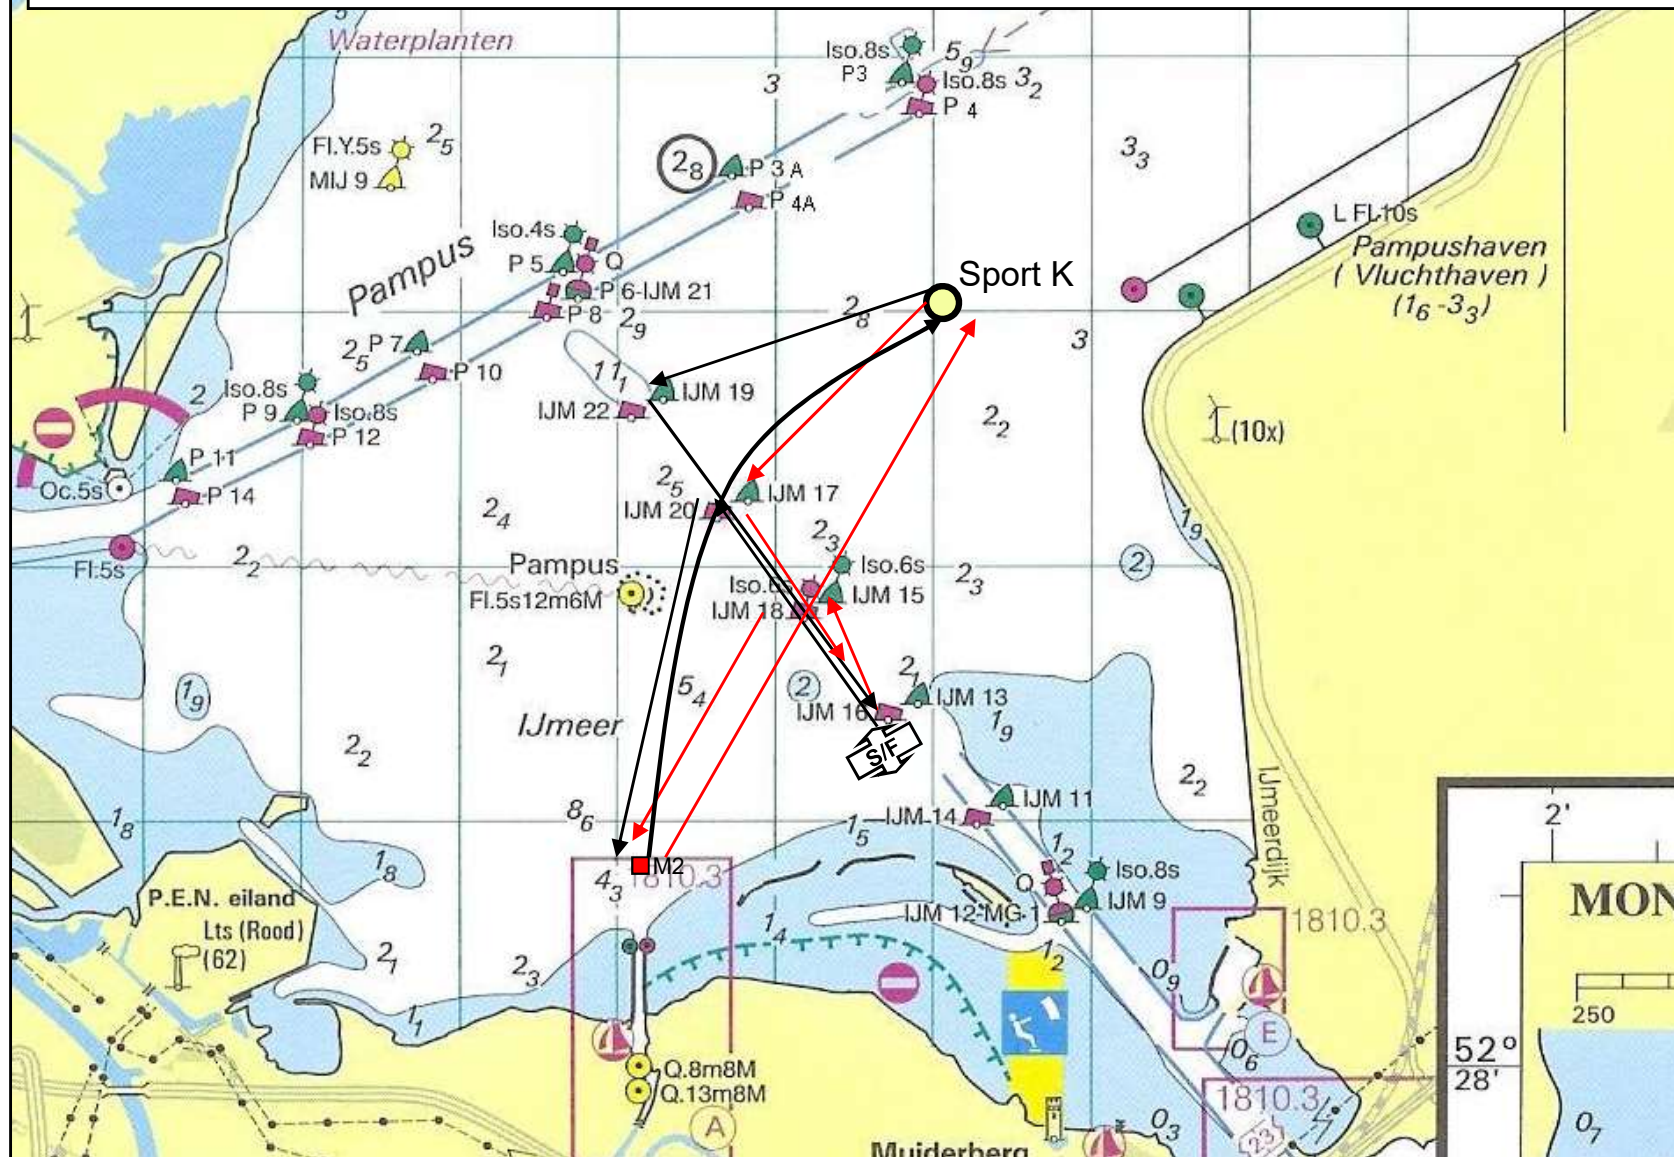 5
Waterplanten
Iso.8s
5₉
P3
Iso.8s
3₂
P 4
3
Fl.Y.5s
2₅
MIJ 9
2₈
P 3 A
P 4A
3₃
L Fl.10s
Pampushaven
( Vluchthaven )
(1₆-3₃)
Iso.4s
P 5
Q
P 6-IJM 21
P 8
2₉
Pampus
Sport K
2₈
3
2₅
P 7
P 10
11₁
IJM 19
IJM 22
2
Iso.8s
P 9
Iso.8s
P 12
2₂
(10x)
P 11
Oc.5s
P 14
2₅
IJM 17
IJM 20
2₄
1₉
2₃
Fl.5s
2₂
Pampus
Fl.5s12m6M
Iso.6s
Iso.6s
IJM 18
IJM 15
2₃
2
2₁
1₉
5₄
2
2₁
IJM 16
IJM 13
1₉
IJmeer
S/F
2₂
2₂
IJmeerdijk
1₈
8₆
1₅
IJM 14
IJM 11
2'
1₈
4₃
M2
1810.3
1₂
Q
Iso.8s
IJM 12-MG 1
IJM 9
P.E.N. eiland
Lts (Rood)
(62)
1₄
1₂
1810.3
MON
2₁
2₃
0₉
250
1₁
E
0₆
52°
28'
Q.8m8M
Q.13m8M
A
1810.3
0₃
23
0₇
Muiderberg